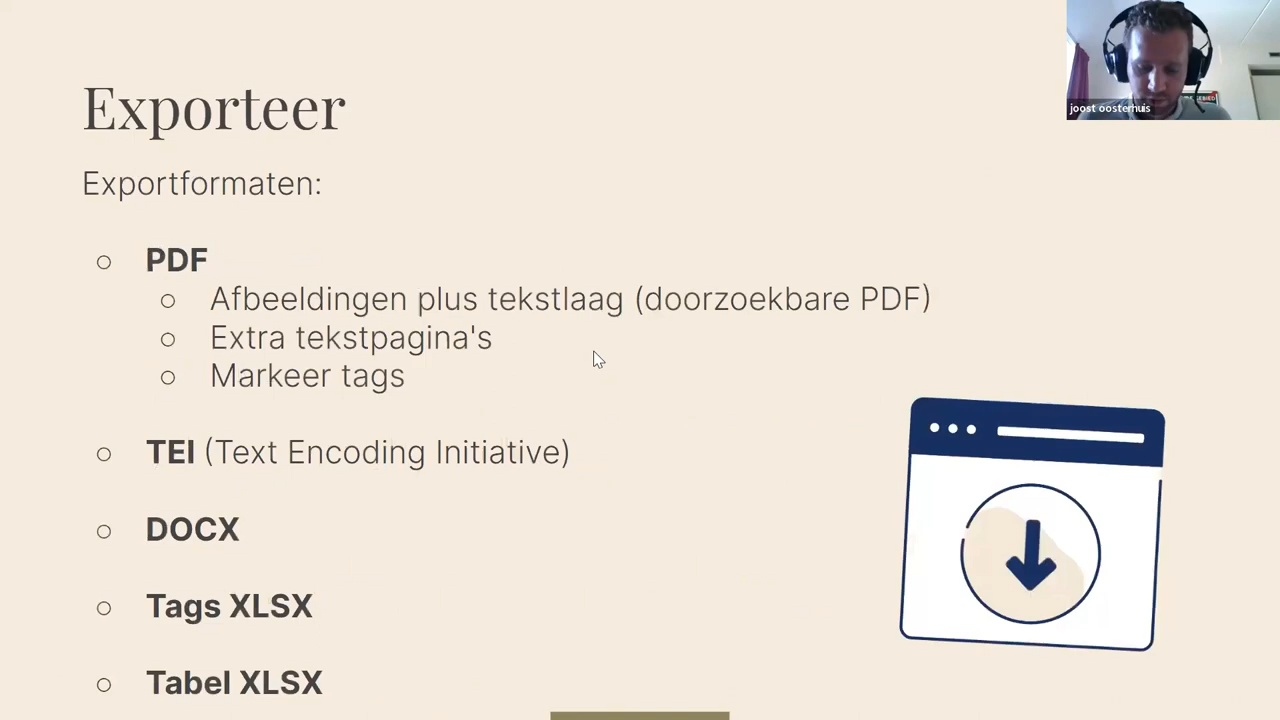 joost oosterhuis
Exporteer
Exportformaten:
○ PDF
○ Afbeeldingen plus tekstlaag (doorzoekbare PDF)
○ Extra tekstpagina's
○ Markeer tags
○ TEI (Text Encoding Initiative)
○ DOCX
○ Tags XLSX
○ Tabel XLSX